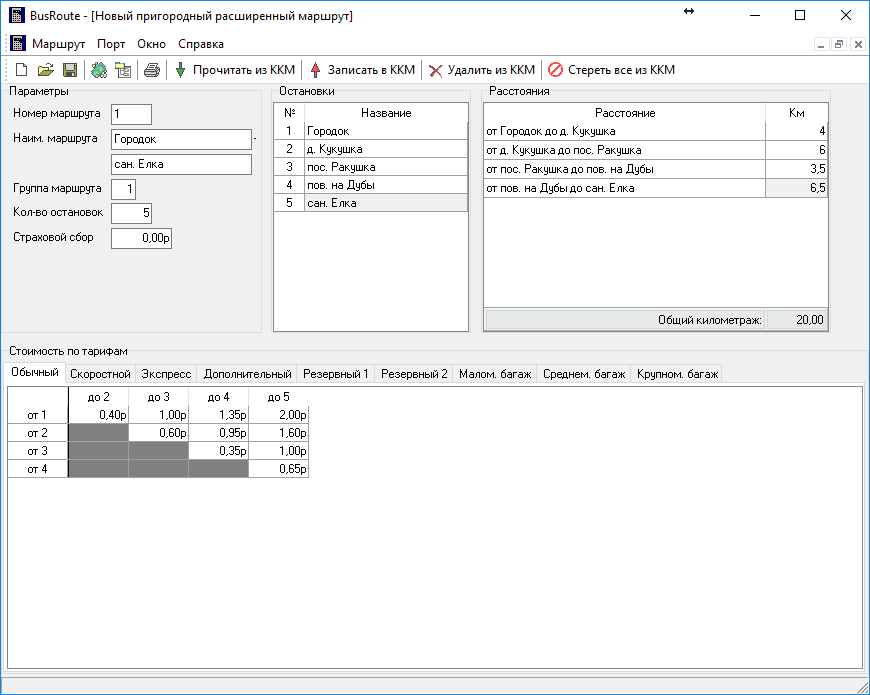 BusRoute - [Новый пригородный расширенный маршрут]
Маршрут Порт Окно Справка
Прочитать из ККМ Записать в ККМ Удалить из ККМ Стереть все из ККМ
Параметры
Номер маршрута 1
Наим. маршрута Городок -
сан. Елка
Группа маршрута 1
Кол-во остановок 5
Страховой сбор 0,00р
Остановки
№ Название
1 Городок
2 д. Кукушка
3 пос. Ракушка
4 пов. на Дубы
5 сан. Елка
Расстояния
Расстояние Км
от Городок до д. Кукушка 4
от д. Кукушка до пос. Ракушка 6
от пос. Ракушка до пов. на Дубы 3,5
от пов. на Дубы до сан. Елка 6,5
Общий километраж: 20,00
Стоимость по тарифам
Обычный Скоростной Экспресс Дополнительный Резервный 1 Резервный 2 Малом. багаж Среднем. багаж Крупном. багаж
до 2 до 3 до 4 до 5
от 1 0,40р 1,00р 1,35р 2,00р
от 2 0,60р 0,95р 1,60р
от 3 0,35р 1,00р
от 4 0,65р